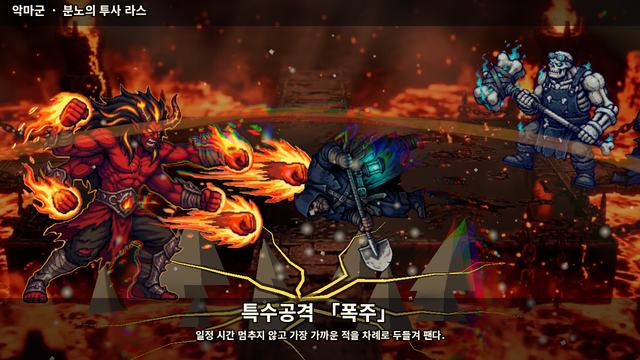 악마군 · 분노의 투사 라스
특수공격 「폭주」
일정 시간 멈추지 않고 가장 가까운 적을 차례로 두들겨 팬다.